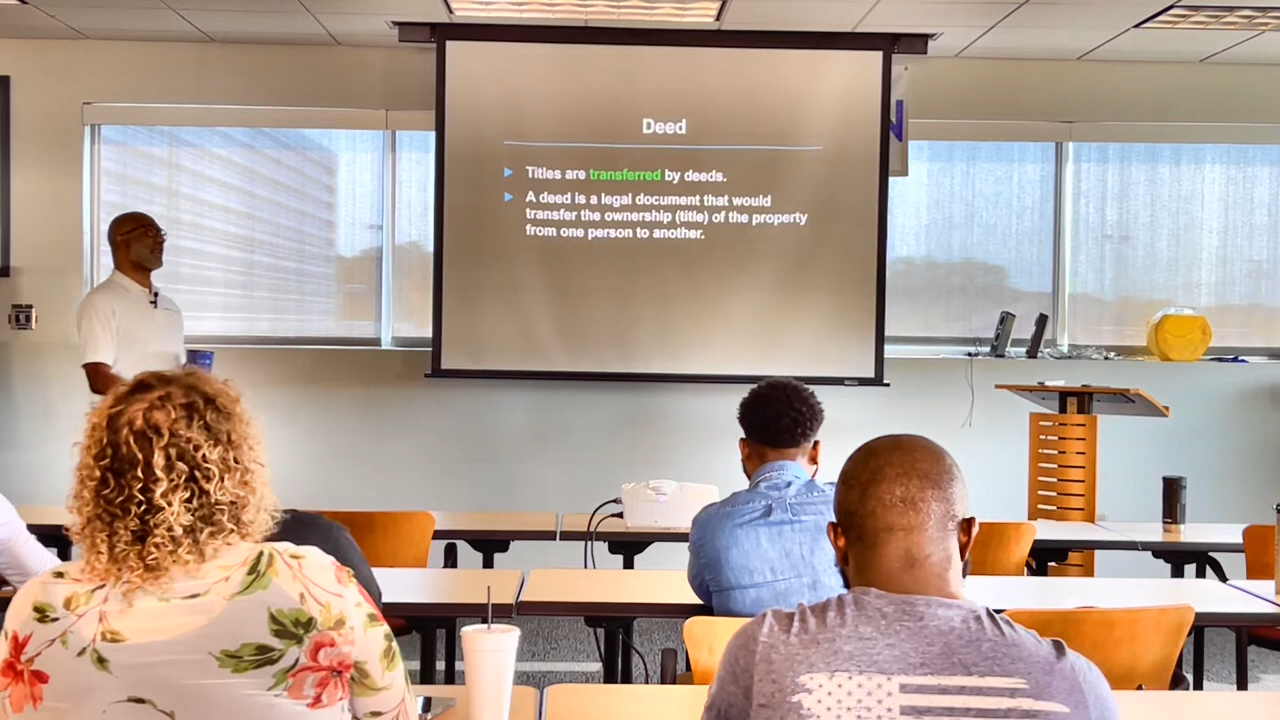 Deed
Titles are transferred by deeds.
A deed is a legal document that would
transfer the ownership (title) of the property
from one person to another.
N